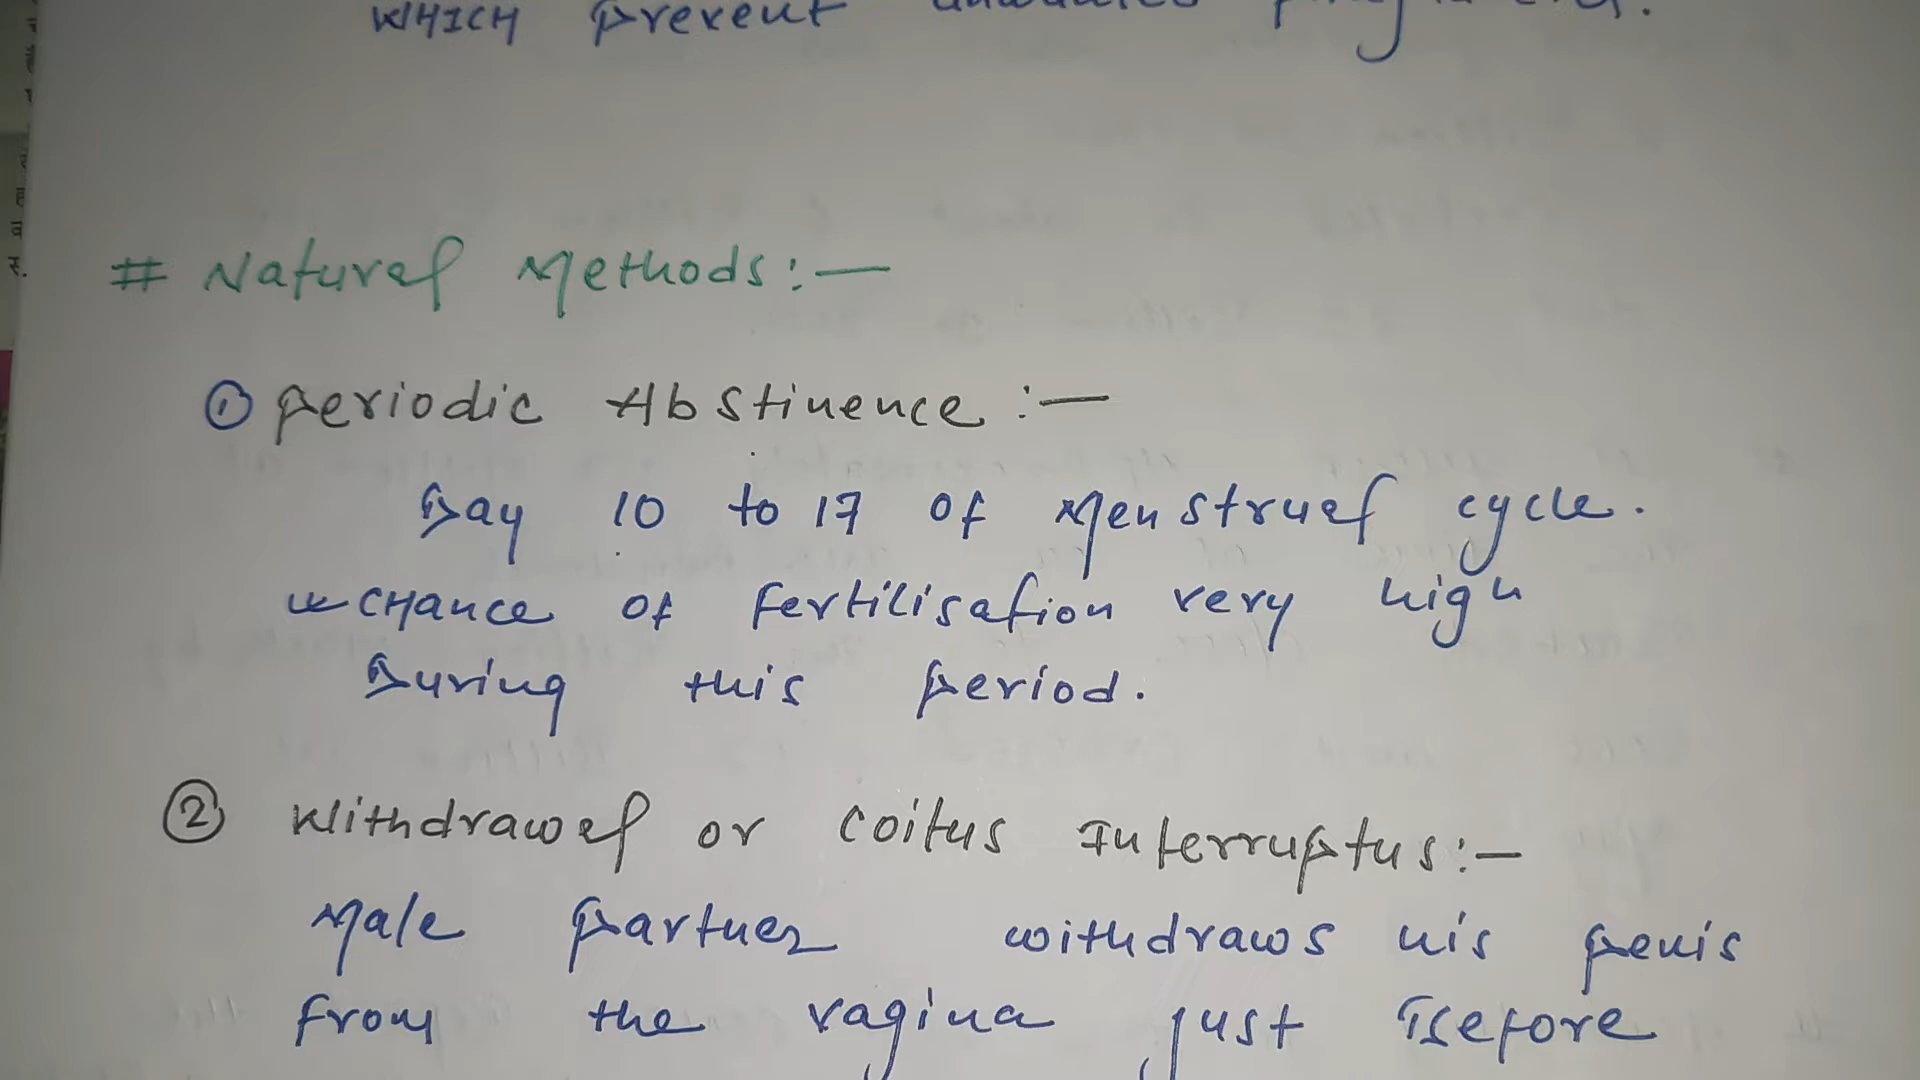 WHICH prevent
# Natural Methods:—
① Periodic Abstinence :—
Day 10 to 17 of Menstrual cycle.
CHance of fertilisation very high
During this period.
② Withdrawal or Coitus Interruptus:—
Male Partner withdraws his penis
from the vagina just Before